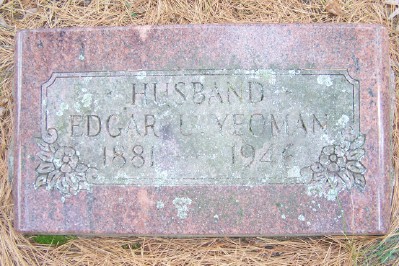 HUSBAND
EDGAR L. YEOMAN
1881 - 1946